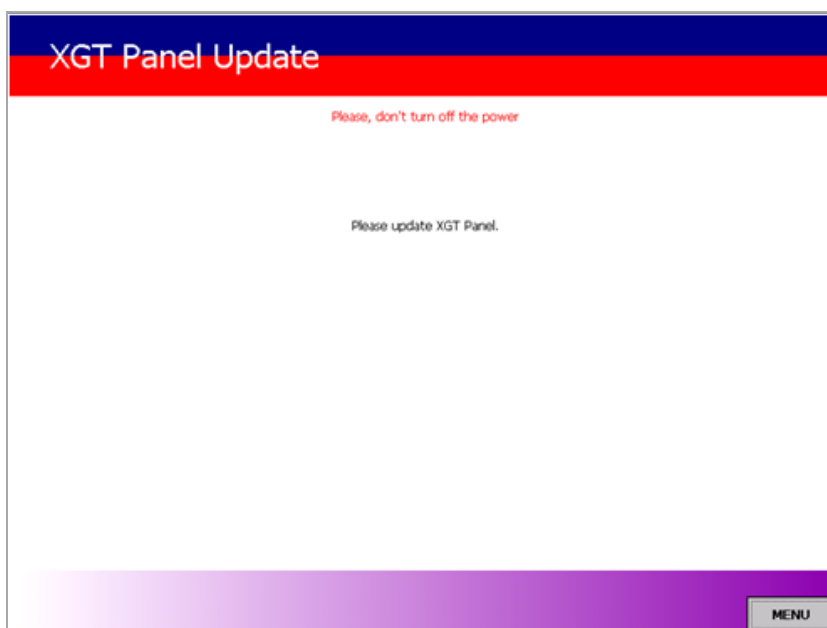 XGT Panel Update
Please, don't turn off the power
Please update XGT Panel.
MENU